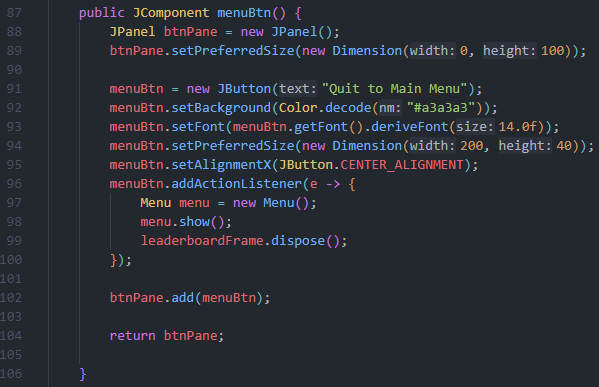 87 public JComponent menuBtn() {
88 JPanel btnPane = new JPanel();
89 btnPane.setPreferredSize(new Dimension(width: 0, height: 100));
90
91 menuBtn = new JButton(text: "Quit to Main Menu");
92 menuBtn.setBackground(Color.decode(nm: "#a3a3a3"));
93 menuBtn.setFont(menuBtn.getFont().deriveFont(size: 14.0f));
94 menuBtn.setPreferredSize(new Dimension(width: 200, height: 40));
95 menuBtn.setAlignmentX(JButton.CENTER_ALIGNMENT);
96 menuBtn.addActionListener(e -> {
97 Menu menu = new Menu();
98 menu.show();
99 leaderboardFrame.dispose();
100 });
101
102 btnPane.add(menuBtn);
103
104 return btnPane;
105
106 }